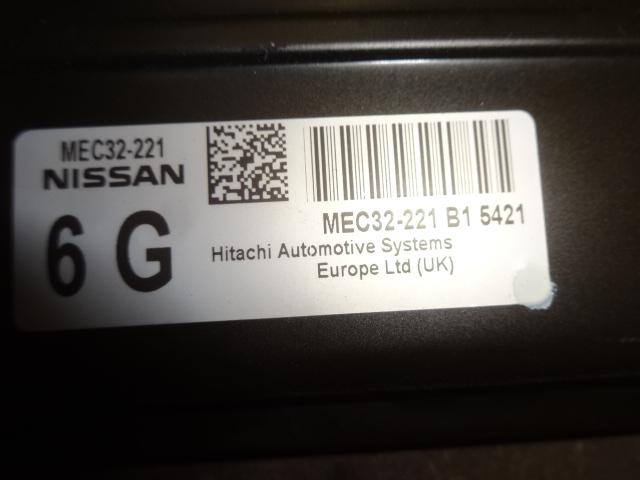 MEC32-221
NISSAN
6 G
MEC32-221 B1 5421
Hitachi Automotive Systems
Europe Ltd (UK)